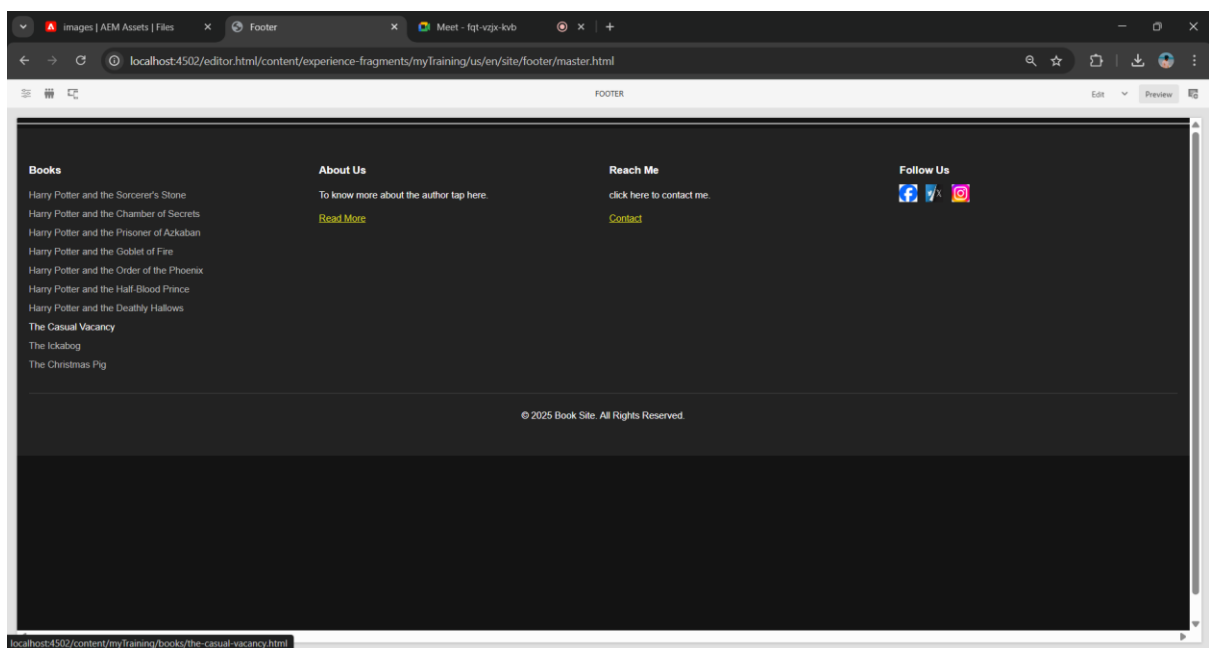 images | AEM Assets | Files
Footer
Meet - fqt-vzjx-kvb
localhost:4502/editor.html/content/experience-fragments/myTraining/us/en/site/footer/master.html
FOOTER
Edit
Preview
Books
Harry Potter and the Sorcerer's Stone
Harry Potter and the Chamber of Secrets
Harry Potter and the Prisoner of Azkaban
Harry Potter and the Goblet of Fire
Harry Potter and the Order of the Phoenix
Harry Potter and the Half-Blood Prince
Harry Potter and the Deathly Hallows
The Casual Vacancy
The Ickabog
The Christmas Pig
About Us
To know more about the author tap here.
Read More
Reach Me
click here to contact me.
Contact
Follow Us
© 2025 Book Site. All Rights Reserved.
localhost:4502/content/myTraining/books/the-casual-vacancy.html